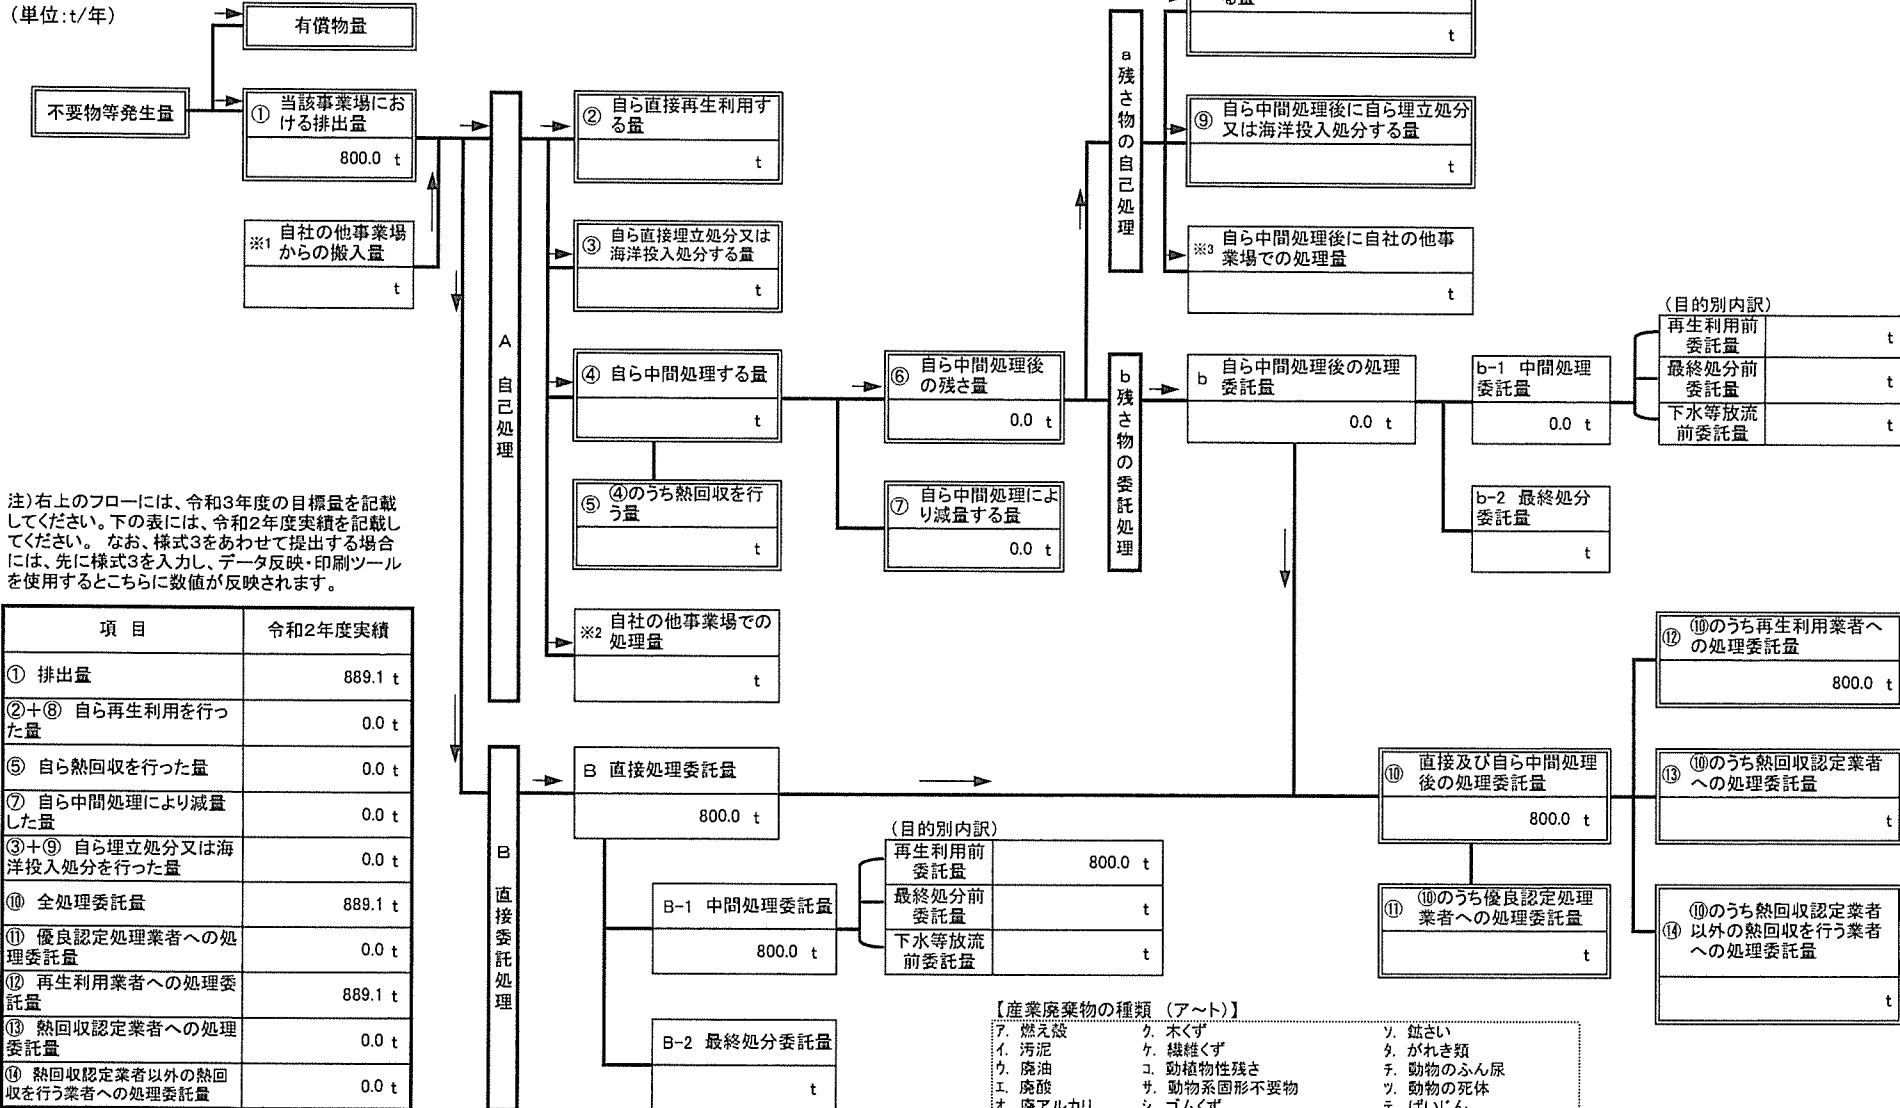 (単位:t/年)
有償物量
不要物等発生量
① 当該事業場にお
ける排出量
800.0 t
※1 自社の他事業場
からの搬入量
t
A 自己処理
② 自ら直接再生利用す
る量
t
③ 自ら直接埋立処分又は
海洋投入処分する量
t
④ 自ら中間処理する量
t
⑤ ④のうち熱回収を行
う量
t
※2 自社の他事業場での
処理量
t
⑥ 自ら中間処理後
の残さ量
0.0 t
⑦ 自ら中間処理によ
り減量する量
0.0 t
a 残さ物の自己処理
る量
t
⑨ 自ら中間処理後に自ら埋立処分
又は海洋投入処分する量
t
※3 自ら中間処理後に自社の他事
業場での処理量
t
b 残さ物の委託処理
b 自ら中間処理後の処理
委託量
0.0 t
b-1 中間処理
委託量
0.0 t
(目的別内訳)
再生利用前
委託量
t
最終処分前
委託量
t
下水等放流
前委託量
t
b-2 最終処分
委託量
t
注)右上のフローには、令和3年度の目標量を記載
してください。下の表には、令和2年度実績を記載し
てください。 なお、様式3をあわせて提出する場合
には、先に様式3を入力し、データ反映・印刷ツール
を使用するとこちらに数値が反映されます。
項 目 令和2年度実績
① 排出量 889.1 t
②+⑧ 自ら再生利用を行っ
た量 0.0 t
⑤ 自ら熱回収を行った量 0.0 t
⑦ 自ら中間処理により減量
した量 0.0 t
③+⑨ 自ら埋立処分又は海
洋投入処分を行った量 0.0 t
⑩ 全処理委託量 889.1 t
⑪ 優良認定処理業者への処
理委託量 0.0 t
⑫ 再生利用業者への処理委
託量 889.1 t
⑬ 熱回収認定業者への処理
委託量 0.0 t
⑭ 熱回収認定業者以外の熱回
収を行う業者への処理委託量 0.0 t
B 直接委託処理
B 直接処理委託量
800.0 t
B-1 中間処理委託量
800.0 t
(目的別内訳)
再生利用前
委託量
800.0 t
最終処分前
委託量
t
下水等放流
前委託量
t
B-2 最終処分委託量
t
⑩ 直接及び自ら中間処理
後の処理委託量
800.0 t
⑪ ⑩のうち優良認定処理
業者への処理委託量
t
⑫ ⑩のうち再生利用業者へ
の処理委託量
800.0 t
⑬ ⑩のうち熱回収認定業者
への処理委託量
t
⑭ ⑩のうち熱回収認定業者
以外の熱回収を行う業者
への処理委託量
t
【産業廃棄物の種類 (ア〜ト)】
ア. 燃え殻 ク. 木くず ソ. 鉱さい
イ. 汚泥 ケ. 繊維くず タ. がれき類
ウ. 廃油 コ. 動植物性残さ チ. 動物のふん尿
エ. 廃酸 サ. 動物系固形不要物 ツ. 動物の死体
オ. 廃アルカリ シ. ゴムくず テ. ばいじん